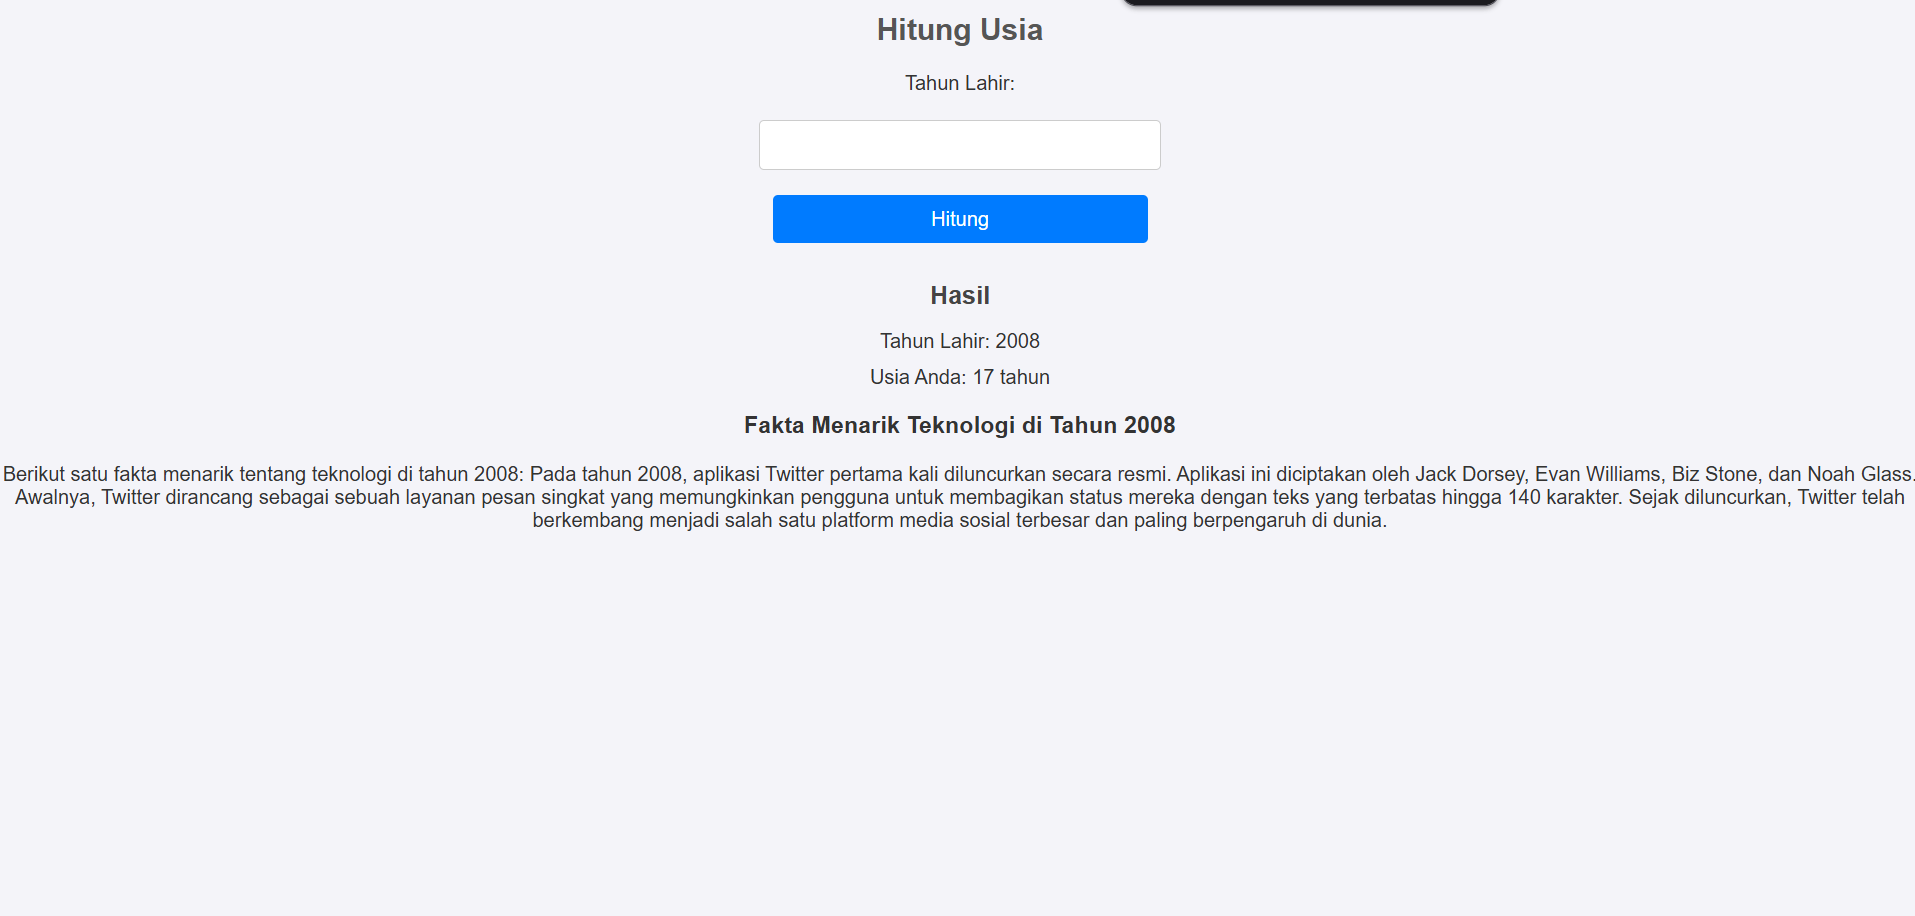 Hitung Usia
Tahun Lahir:
Hitung
Hasil
Tahun Lahir: 2008
Usia Anda: 17 tahun
Fakta Menarik Teknologi di Tahun 2008
Berikut satu fakta menarik tentang teknologi di tahun 2008: Pada tahun 2008, aplikasi Twitter pertama kali diluncurkan secara resmi. Aplikasi ini diciptakan oleh Jack Dorsey, Evan Williams, Biz Stone, dan Noah Glass.
Awalnya, Twitter dirancang sebagai sebuah layanan pesan singkat yang memungkinkan pengguna untuk membagikan status mereka dengan teks yang terbatas hingga 140 karakter. Sejak diluncurkan, Twitter telah
berkembang menjadi salah satu platform media sosial terbesar dan paling berpengaruh di dunia.